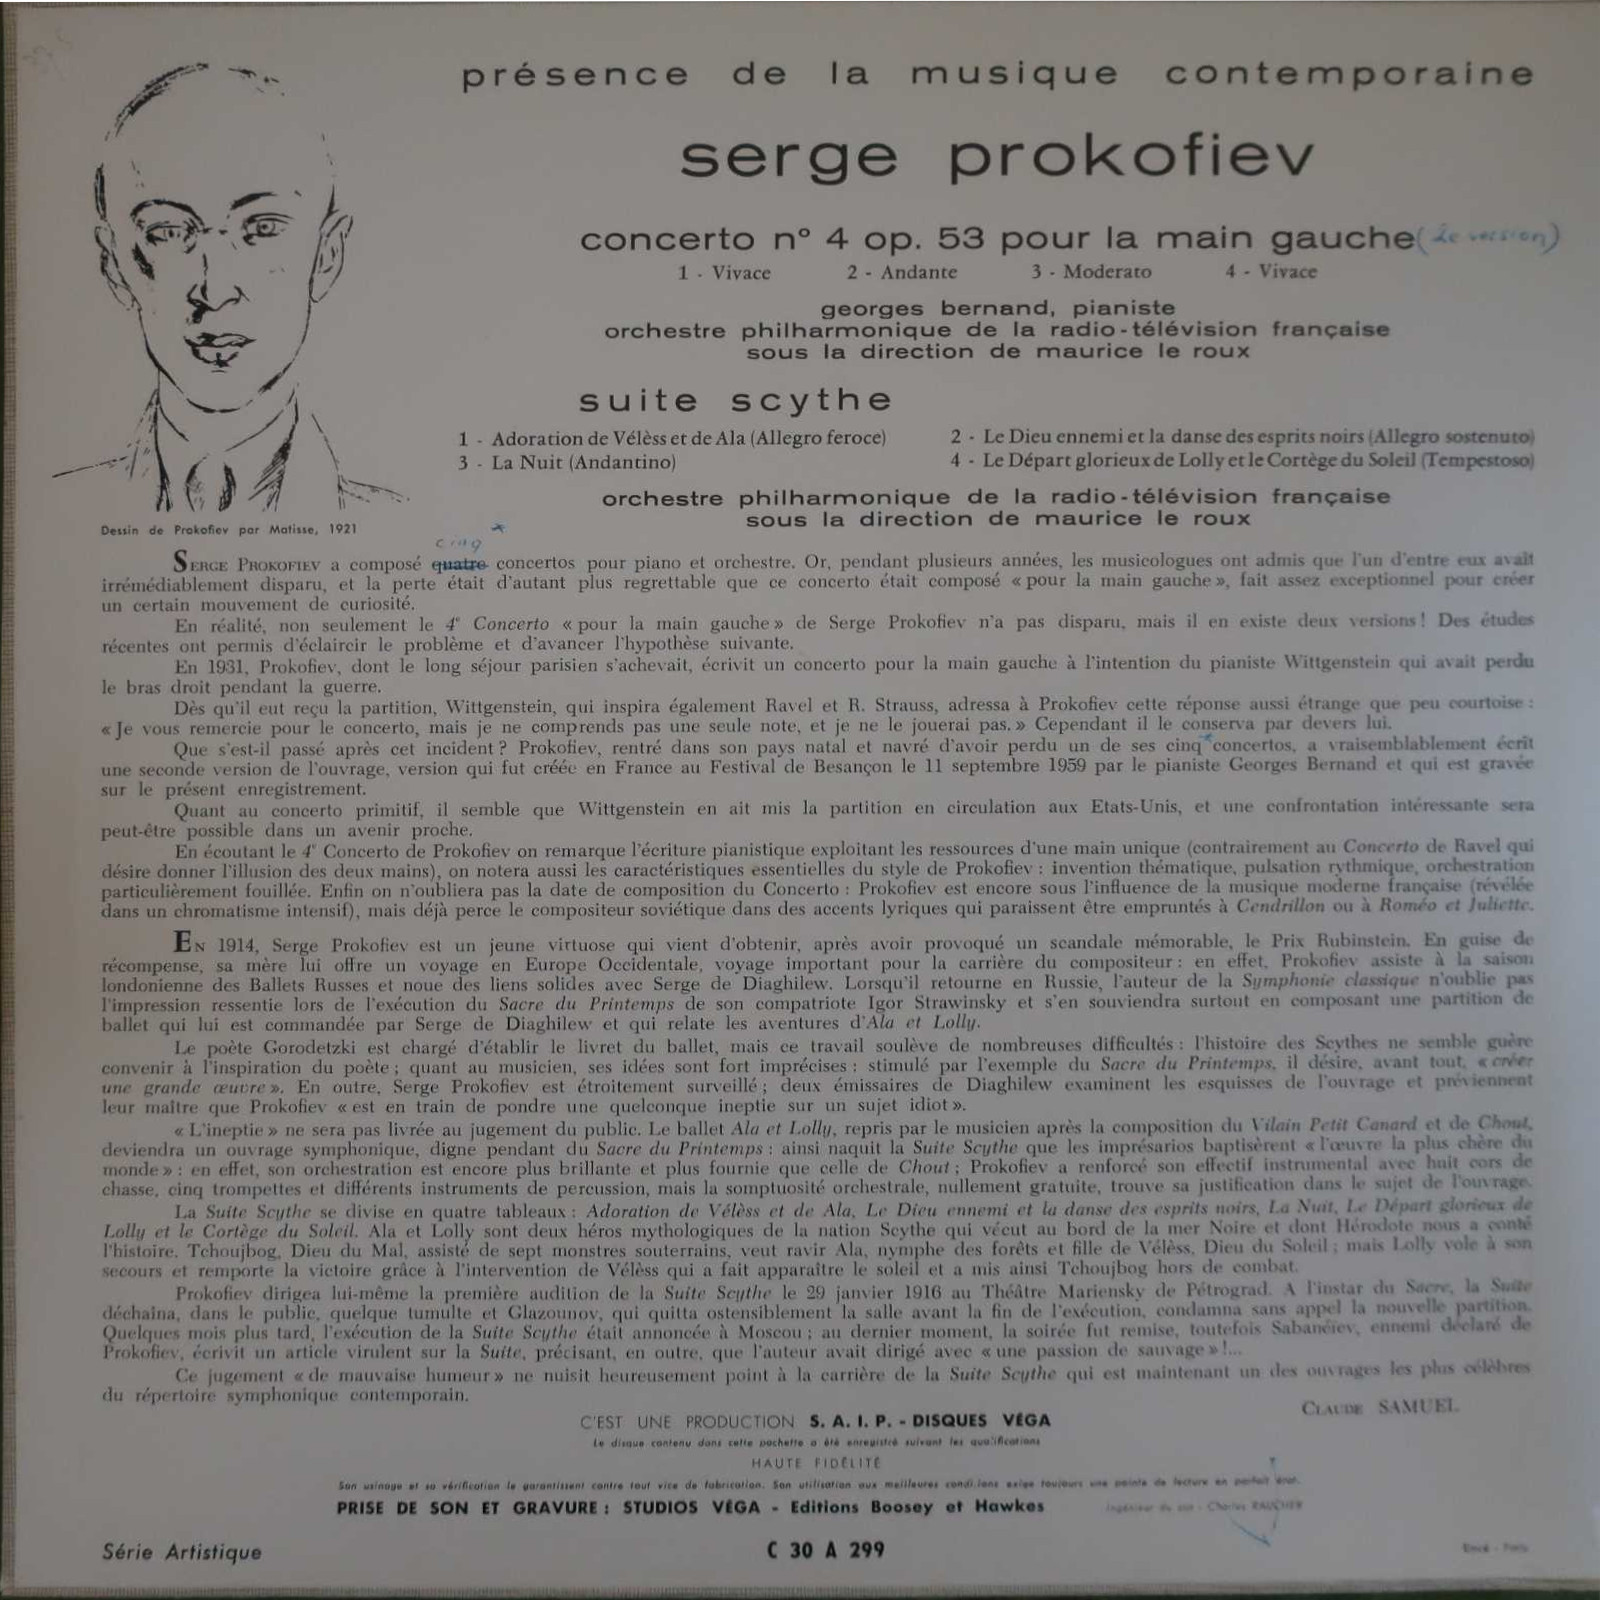 présence de la musique contemporaine
serge prokofiev
concerto n° 4 op. 53 pour la main gauche (2e version)
1 - Vivace 2 - Andante 3 - Moderato 4 - Vivace
georges bernand, pianiste
orchestre philharmonique de la radio-télévision française
sous la direction de maurice le roux
suite scythe
1 - Adoration de Vélèss et de Ala (Allegro feroce) 2 - Le Dieu ennemi et la danse des esprits noirs (Allegro sostenuto)
3 - La Nuit (Andantino) 4 - Le Départ glorieux de Lolly et le Cortège du Soleil (Tempestoso)
orchestre philharmonique de la radio-télévision française
sous la direction de maurice le roux
Dessin de Prokofiev par Matisse, 1921
cinq *
SERGE PROKOFIEV a composé quatre concertos pour piano et orchestre. Or, pendant plusieurs années, les musicologues ont admis que l'un d'entre eux avait
irrémédiablement disparu, et la perte était d'autant plus regrettable que ce concerto était composé « pour la main gauche », fait assez exceptionnel pour créer
un certain mouvement de curiosité.
En réalité, non seulement le 4e Concerto « pour la main gauche » de Serge Prokofiev n'a pas disparu, mais il en existe deux versions ! Des études
récentes ont permis d'éclaircir le problème et d'avancer l'hypothèse suivante.
En 1931, Prokofiev, dont le long séjour parisien s'achevait, écrivit un concerto pour la main gauche à l'intention du pianiste Wittgenstein qui avait perdu
le bras droit pendant la guerre.
Dès qu'il eut reçu la partition, Wittgenstein, qui inspira également Ravel et R. Strauss, adressa à Prokofiev cette réponse aussi étrange que peu courtoise :
« Je vous remercie pour le concerto, mais je ne comprends pas une seule note, et je ne le jouerai pas. » Cependant il le conserva par devers lui.
Que s'est-il passé après cet incident ? Prokofiev, rentré dans son pays natal et navré d'avoir perdu un de ses cinq * concertos, a vraisemblablement écrit
une seconde version de l'ouvrage, version qui fut créée en France au Festival de Besançon le 11 septembre 1959 par le pianiste Georges Bernand et qui est gravée
sur le présent enregistrement.
Quant au concerto primitif, il semble que Wittgenstein en ait mis la partition en circulation aux Etats-Unis, et une confrontation intéressante sera
peut-être possible dans un avenir proche.
En écoutant le 4e Concerto de Prokofiev on remarque l'écriture pianistique exploitant les ressources d'une main unique (contrairement au Concerto de Ravel qui
désire donner l'illusion des deux mains), on notera aussi les caractéristiques essentielles du style de Prokofiev : invention thématique, pulsation rythmique, orchestration
particulièrement fouillée. Enfin on n'oubliera pas la date de composition du Concerto : Prokofiev est encore sous l'influence de la musique moderne française (révélée
dans un chromatisme intensif), mais déjà perce le compositeur soviétique dans des accents lyriques qui paraissent être empruntés à Cendrillon ou à Roméo et Juliette.
EN 1914, Serge Prokofiev est un jeune virtuose qui vient d'obtenir, après avoir provoqué un scandale mémorable, le Prix Rubinstein. En guise de
récompense, sa mère lui offre un voyage en Europe Occidentale, voyage important pour la carrière du compositeur : en effet, Prokofiev assiste à la saison
londonienne des Ballets Russes et noue des liens solides avec Serge de Diaghilew. Lorsqu'il retourne en Russie, l'auteur de la Symphonie classique n'oublie pas
l'impression ressentie lors de l'exécution du Sacre du Printemps de son compatriote Igor Strawinsky et s'en souviendra surtout en composant une partition de
ballet qui lui est commandée par Serge de Diaghilew et qui relate les aventures d'Ala et Lolly.
Le poète Gorodetzki est chargé d'établir le livret du ballet, mais ce travail soulève de nombreuses difficultés : l'histoire des Scythes ne semble guère
convenir à l'inspiration du poète ; quant au musicien, ses idées sont fort imprécises : stimulé par l'exemple du Sacre du Printemps, il désire, avant tout, « créer
une grande œuvre ». En outre, Serge Prokofiev est étroitement surveillé ; deux émissaires de Diaghilew examinent les esquisses de l'ouvrage et préviennent
leur maître que Prokofiev « est en train de pondre une quelconque ineptie sur un sujet idiot ».
« L'ineptie » ne sera pas livrée au jugement du public. Le ballet Ala et Lolly, repris par le musicien après la composition du Vilain Petit Canard et de Chout,
deviendra un ouvrage symphonique, digne pendant du Sacre du Printemps : ainsi naquit la Suite Scythe que les imprésarios baptisèrent « l'œuvre la plus chère du
monde » : en effet, son orchestration est encore plus brillante et plus fournie que celle de Chout ; Prokofiev a renforcé son effectif instrumental avec huit cors de
chasse, cinq trompettes et différents instruments de percussion, mais la somptuosité orchestrale, nullement gratuite, trouve sa justification dans le sujet de l'ouvrage.
La Suite Scythe se divise en quatre tableaux : Adoration de Vélèss et de Ala, Le Dieu ennemi et la danse des esprits noirs, La Nuit, Le Départ glorieux de
Lolly et le Cortège du Soleil. Ala et Lolly sont deux héros mythologiques de la nation Scythe qui vécut au bord de la mer Noire et dont Hérodote nous a conté
l'histoire. Tchoujbog, Dieu du Mal, assisté de sept monstres souterrains, veut ravir Ala, nymphe des forêts et fille de Vélèss, Dieu du Soleil ; mais Lolly vole à son
secours et remporte la victoire grâce à l'intervention de Vélèss qui a fait apparaître le soleil et a mis ainsi Tchoujbog hors de combat.
Prokofiev dirigea lui-même la première audition de la Suite Scythe le 29 janvier 1916 au Théâtre Mariensky de Pétrograd. A l'instar du Sacre, la Suite
déchaîna, dans le public, quelque tumulte et Glazounov, qui quitta ostensiblement la salle avant la fin de l'exécution, condamna sans appel la nouvelle partition.
Quelques mois plus tard, l'exécution de la Suite Scythe était annoncée à Moscou ; au dernier moment, la soirée fut remise, toutefois Sabanéiev, ennemi déclaré de
Prokofiev, écrivit un article virulent sur la Suite, précisant, en outre, que l'auteur avait dirigé avec « une passion de sauvage » !...
Ce jugement « de mauvaise humeur » ne nuisit heureusement point à la carrière de la Suite Scythe qui est maintenant un des ouvrages les plus célèbres
du répertoire symphonique contemporain.
CLAUDE SAMUEL.
C'EST UNE PRODUCTION S. A. I. P. - DISQUES VÉGA
Le disque contenu dans cette pochette a été enregistré suivant les qualifications
HAUTE FIDÉLITÉ
Son usinage et sa vérification le garantissent contre tout vice de fabrication. Son utilisation aux meilleures conditions exige toujours une pointe de lecture en parfait état.
PRISE DE SON ET GRAVURE : STUDIOS VÉGA - Editions Boosey et Hawkes
Ingénieur du son - Charles RAUCHER
Série Artistique
C 30 A 299